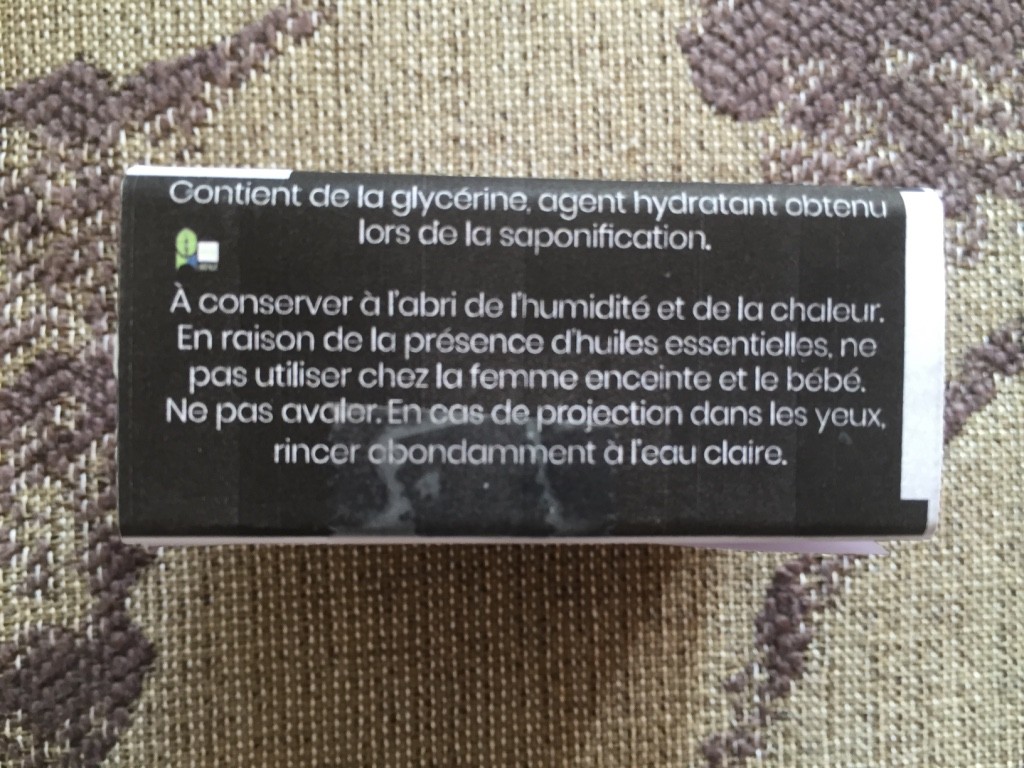 Contient de la glycérine, agent hydratant obtenu
lors de la saponification.
À conserver à l'abri de l'humidité et de la chaleur.
En raison de la présence d'huiles essentielles, ne
pas utiliser chez la femme enceinte et le bébé.
Ne pas avaler. En cas de projection dans les yeux,
rincer abondamment à l'eau claire.